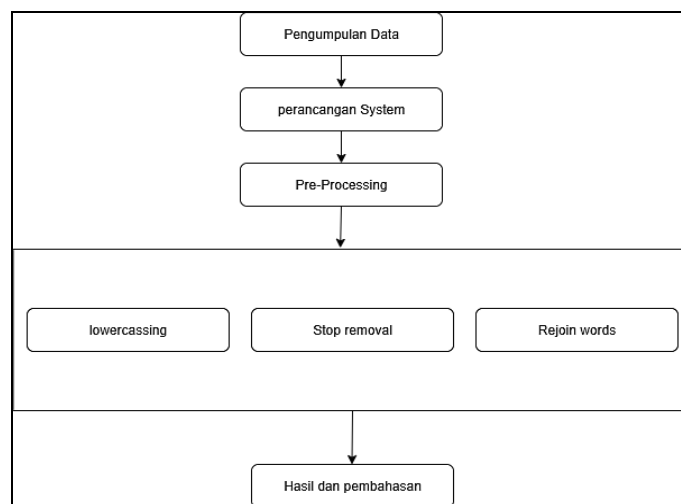 Pengumpulan Data
perancangan System
Pre-Processing
lowercassing
Stop removal
Rejoin words
Hasil dan pembahasan